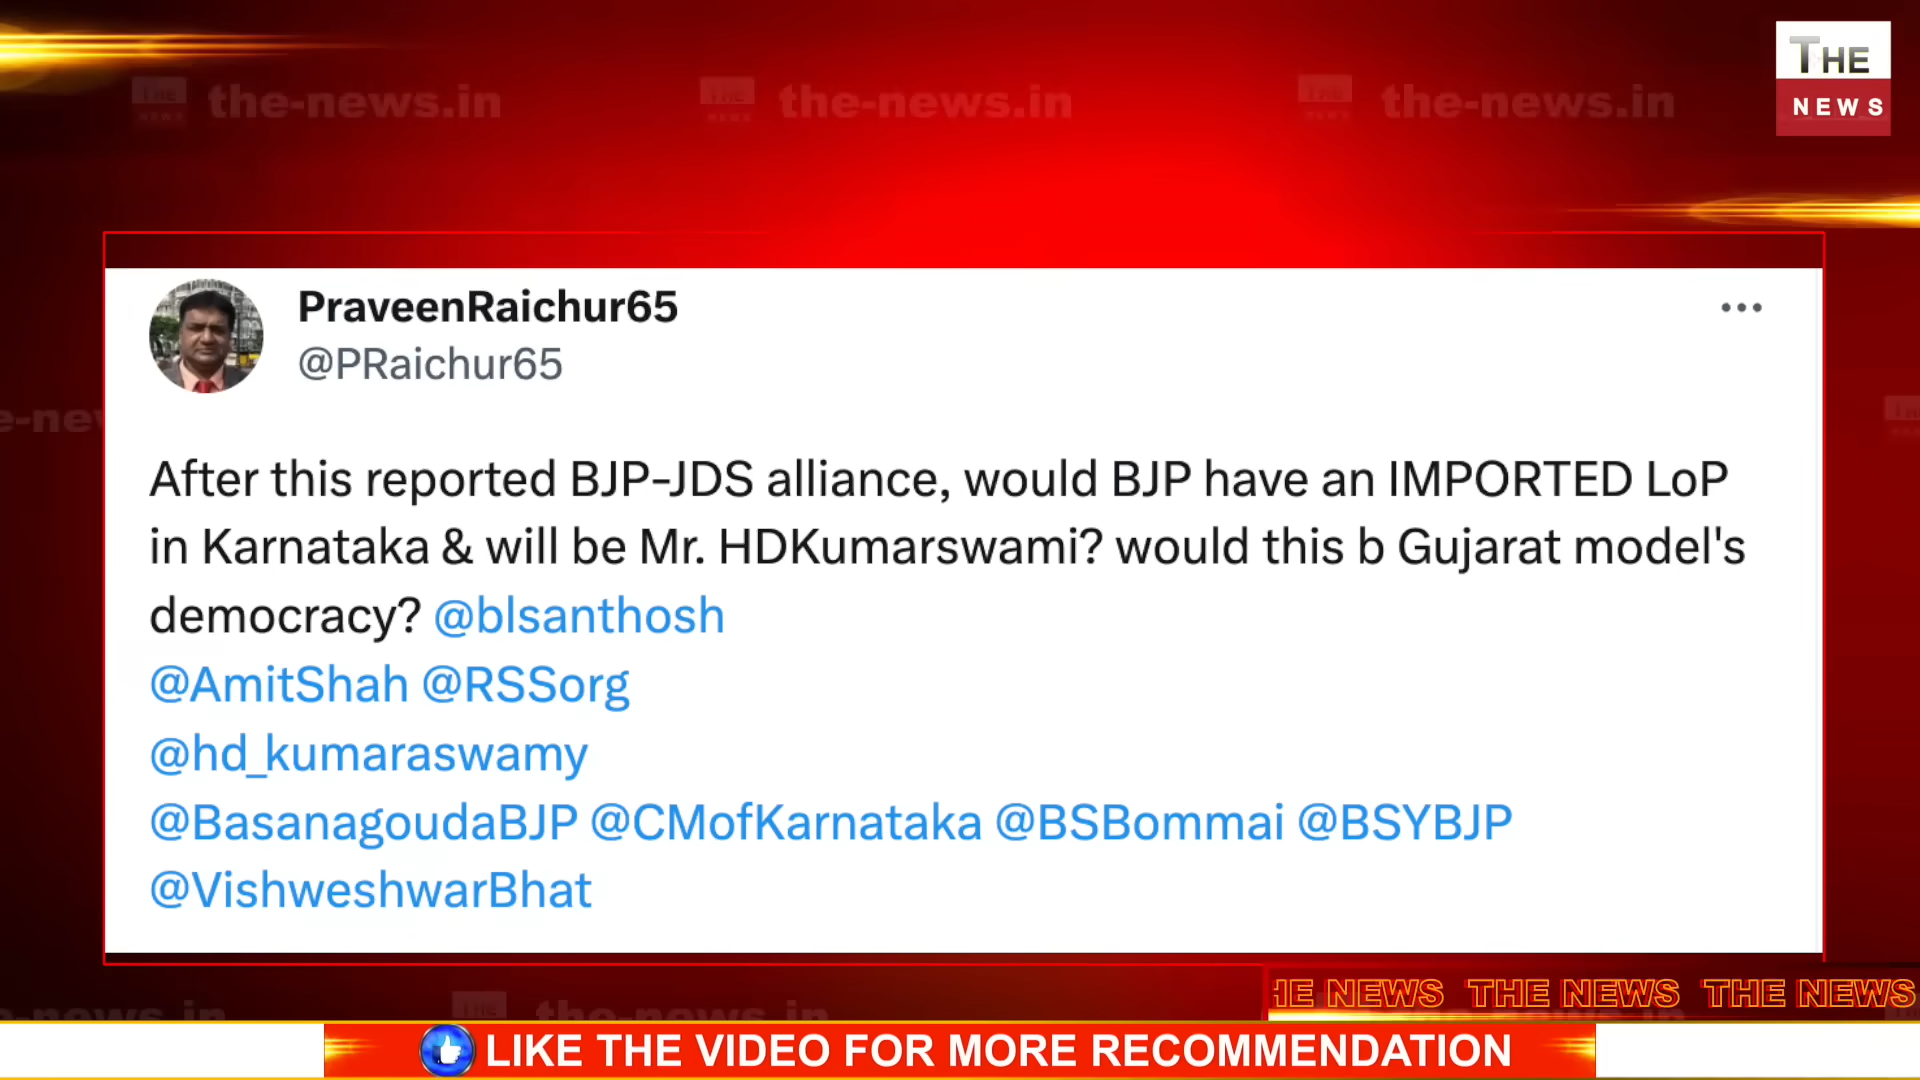 THE
NEWS
the-news.in the-news.in the-news.in
PraveenRaichur65
@PRaichur65
After this reported BJP-JDS alliance, would BJP have an IMPORTED LoP
in Karnataka & will be Mr. HDKumarswami? would this b Gujarat model's
democracy? @blsanthosh
@AmitShah @RSSorg
@hd_kumaraswamy
@BasanagoudaBJP @CMofKarnataka @BSBommai @BSYBJP
@VishweshwarBhat
NEWS THE NEWS THE NEWS
LIKE THE VIDEO FOR MORE RECOMMENDATION